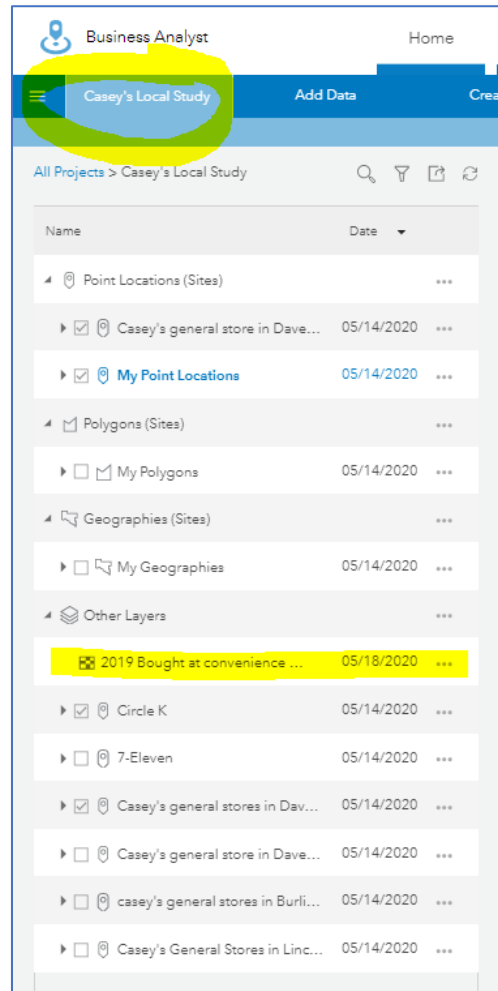 Business Analyst Home
Casey's Local Study Add Data Crea
All Projects > Casey's Local Study
Name Date
Point Locations (Sites)
Casey's general store in Dave... 05/14/2020
My Point Locations 05/14/2020
Polygons (Sites)
My Polygons 05/14/2020
Geographies (Sites)
My Geographies 05/14/2020
Other Layers
2019 Bought at convenience ... 05/18/2020
Circle K 05/14/2020
7-Eleven 05/14/2020
Casey's general stores in Dav... 05/14/2020
Casey's general store in Dave... 05/14/2020
casey's general stores in Burli... 05/14/2020
Casey's General Stores in Linc... 05/14/2020